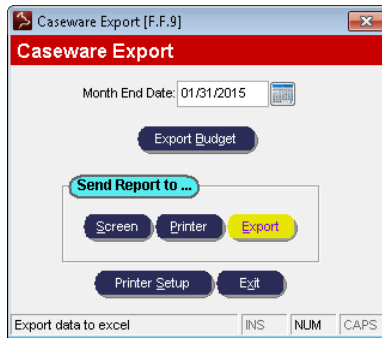 Caseware Export [F.F.9]
Caseware Export
Month End Date: 01/31/2015
Export Budget
Send Report to ...
Screen Printer Export
Printer Setup Exit
Export data to excel INS NUM CAPS